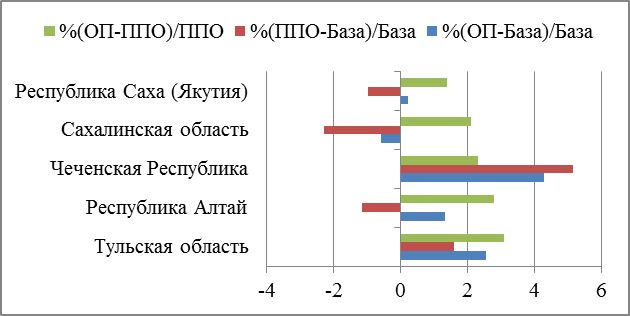 %(ОП-ППО)/ППО %(ППО-База)/База %(ОП-База)/База
Республика Саха (Якутия)
Сахалинская область
Чеченская Республика
Республика Алтай
Тульская область
-4 -2 0 2 4 6